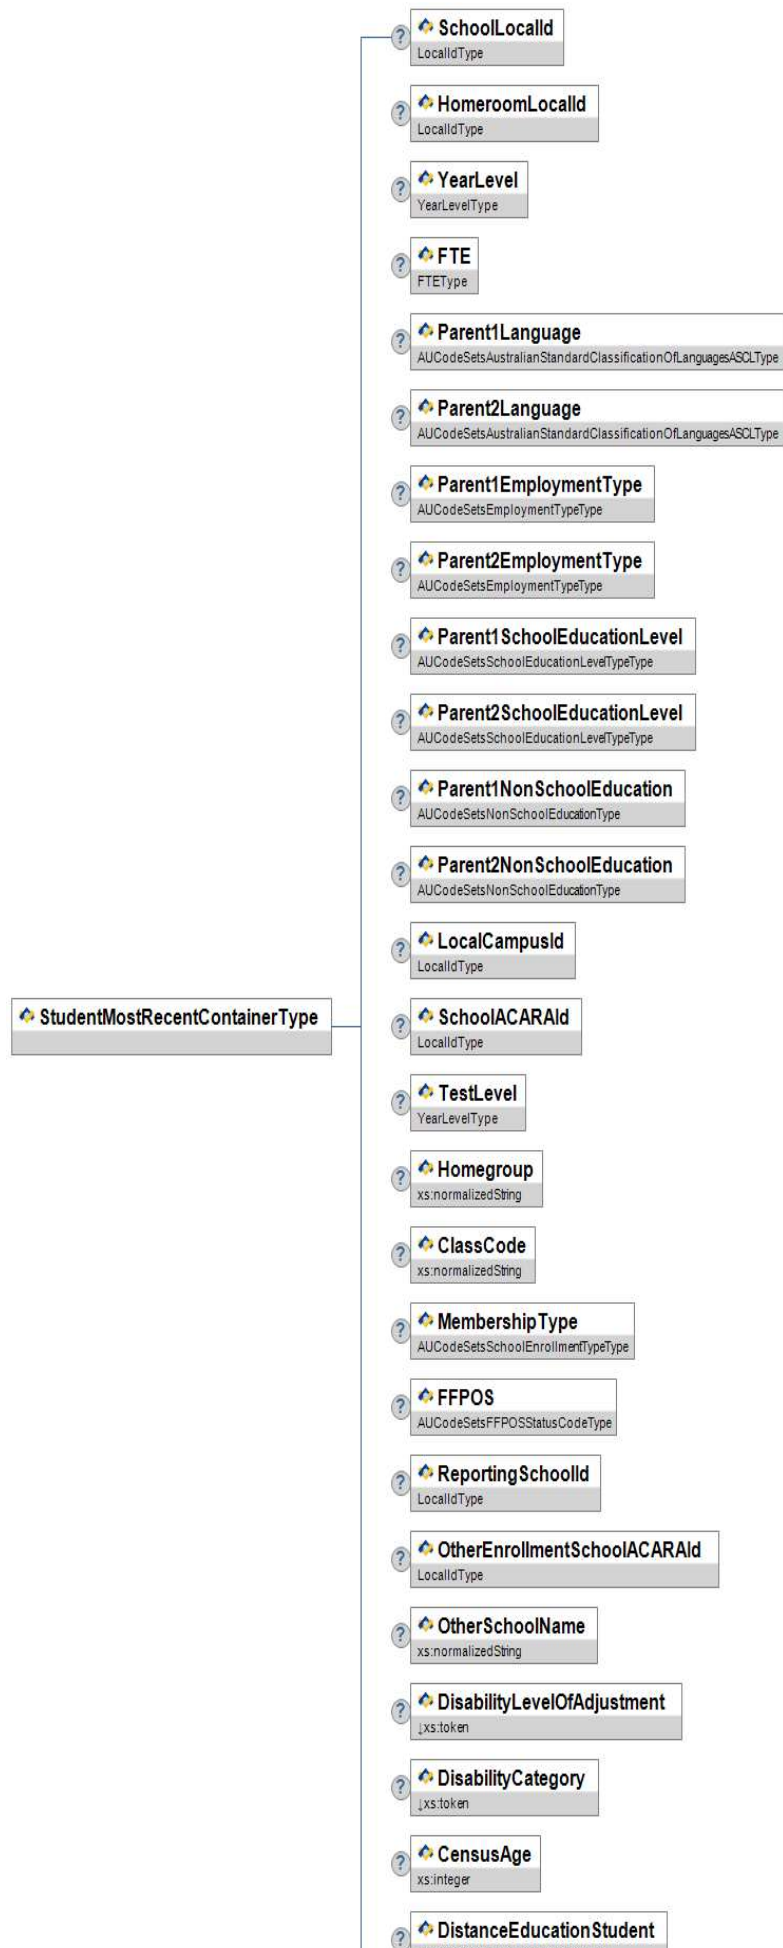 ?
SchoolLocalId
LocalIdType
?
HomeroomLocalId
LocalIdType
?
YearLevel
YearLevelType
?
FTE
FTEType
?
Parent1Language
AUCodeSetsAustralianStandardClassificationOfLanguagesASCLType
?
Parent2Language
AUCodeSetsAustralianStandardClassificationOfLanguagesASCLType
?
Parent1EmploymentType
AUCodeSetsEmploymentTypeType
?
Parent2EmploymentType
AUCodeSetsEmploymentTypeType
?
Parent1SchoolEducationLevel
AUCodeSetsSchoolEducationLevelTypeType
?
Parent2SchoolEducationLevel
AUCodeSetsSchoolEducationLevelTypeType
?
Parent1NonSchoolEducation
AUCodeSetsNonSchoolEducationType
?
Parent2NonSchoolEducation
AUCodeSetsNonSchoolEducationType
?
LocalCampusId
LocalIdType
StudentMostRecentContainerType
?
SchoolACARAId
LocalIdType
?
TestLevel
YearLevelType
?
Homegroup
xs:normalizedString
?
ClassCode
xs:normalizedString
?
MembershipType
AUCodeSetsSchoolEnrollmentTypeType
?
FFPOS
AUCodeSetsFFPOSStatusCodeType
?
ReportingSchoolId
LocalIdType
?
OtherEnrollmentSchoolACARAId
LocalIdType
?
OtherSchoolName
xs:normalizedString
?
DisabilityLevelOfAdjustment
↓xs:token
?
DisabilityCategory
↓xs:token
?
CensusAge
xs:integer
?
DistanceEducationStudent